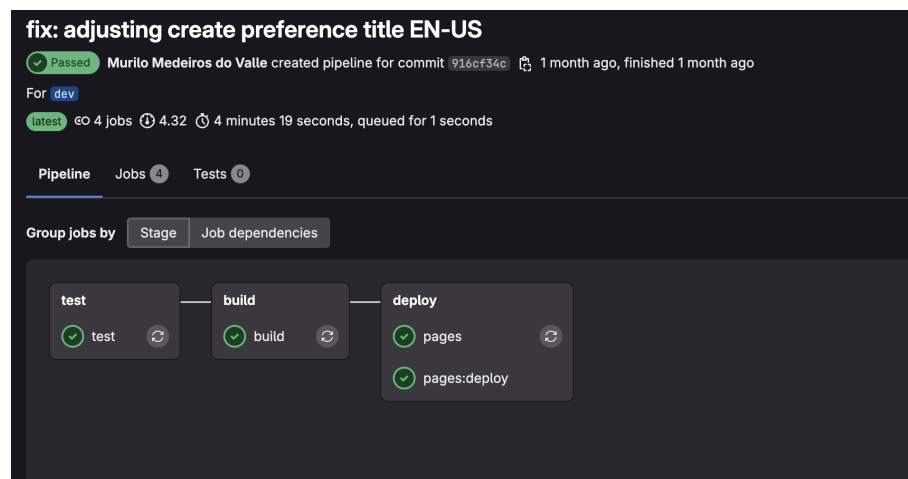 fix: adjusting create preference title EN-US
Passed Murilo Medeiros do Valle created pipeline for commit 916cf34c 1 month ago, finished 1 month ago
For dev
latest 4 jobs 4.32 4 minutes 19 seconds, queued for 1 seconds
Pipeline Jobs 4 Tests 0
Group jobs by Stage Job dependencies
test build deploy
test build pages
pages:deploy